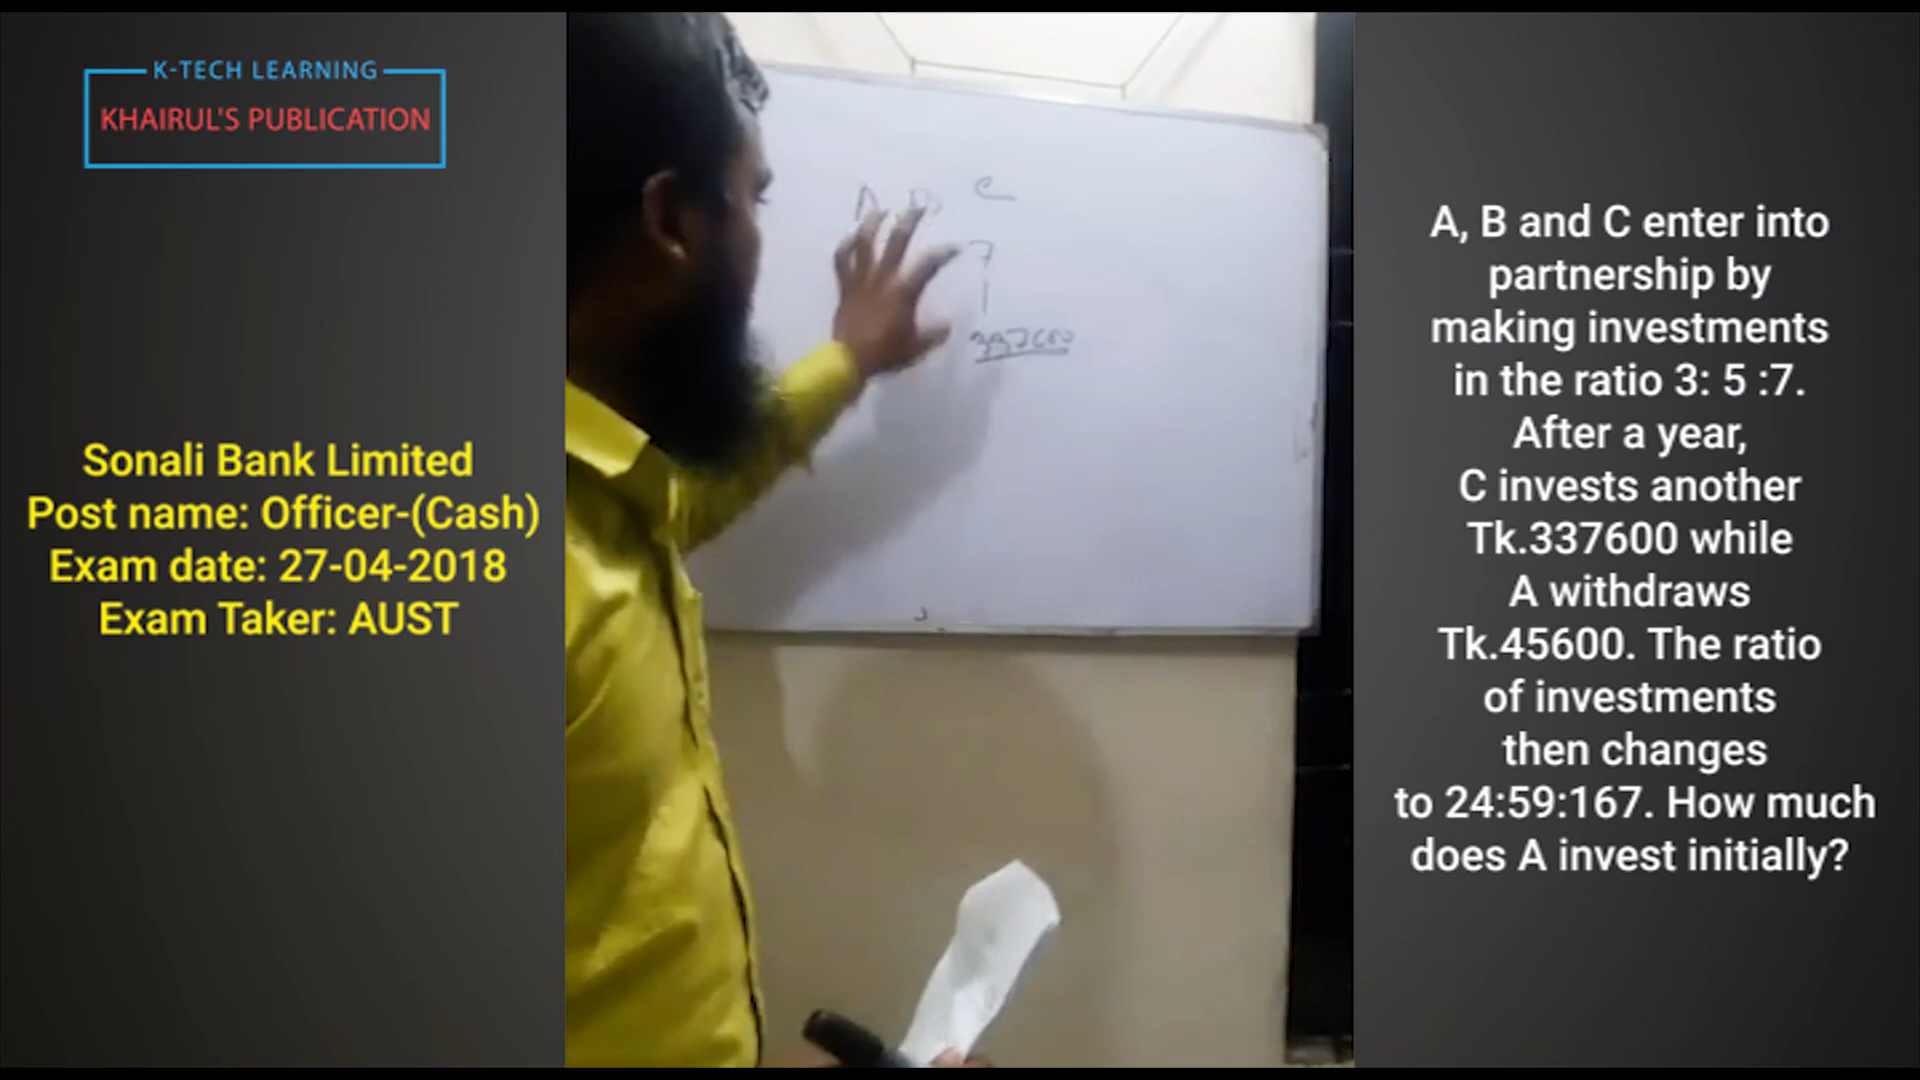 K-TECH LEARNING
KHAIRUL'S PUBLICATION
Sonali Bank Limited
Post name: Officer-(Cash)
Exam date: 27-04-2018
Exam Taker: AUST
A B C
7
337600
A, B and C enter into
partnership by
making investments
in the ratio 3: 5 :7.
After a year,
C invests another
Tk.337600 while
A withdraws
Tk.45600. The ratio
of investments
then changes
to 24:59:167. How much
does A invest initially?